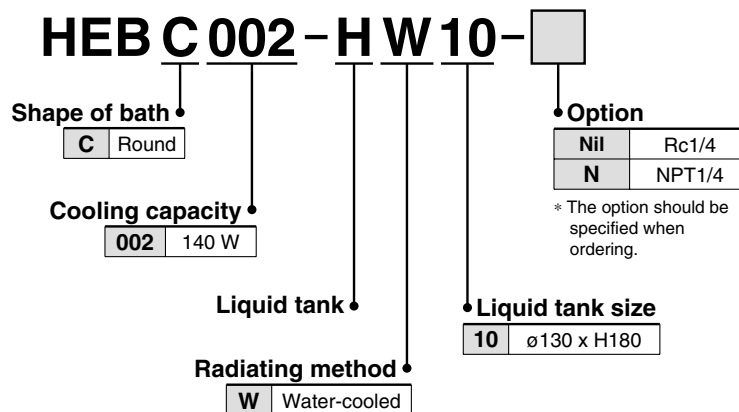 HEB C 002 – H W 10 –
Shape of bath
C Round
Option
Nil Rc1/4
N NPT1/4
* The option should be
specified when
ordering.
Cooling capacity
002 140 W
Liquid tank
Liquid tank size
10 ø130 x H180
Radiating method
W Water-cooled